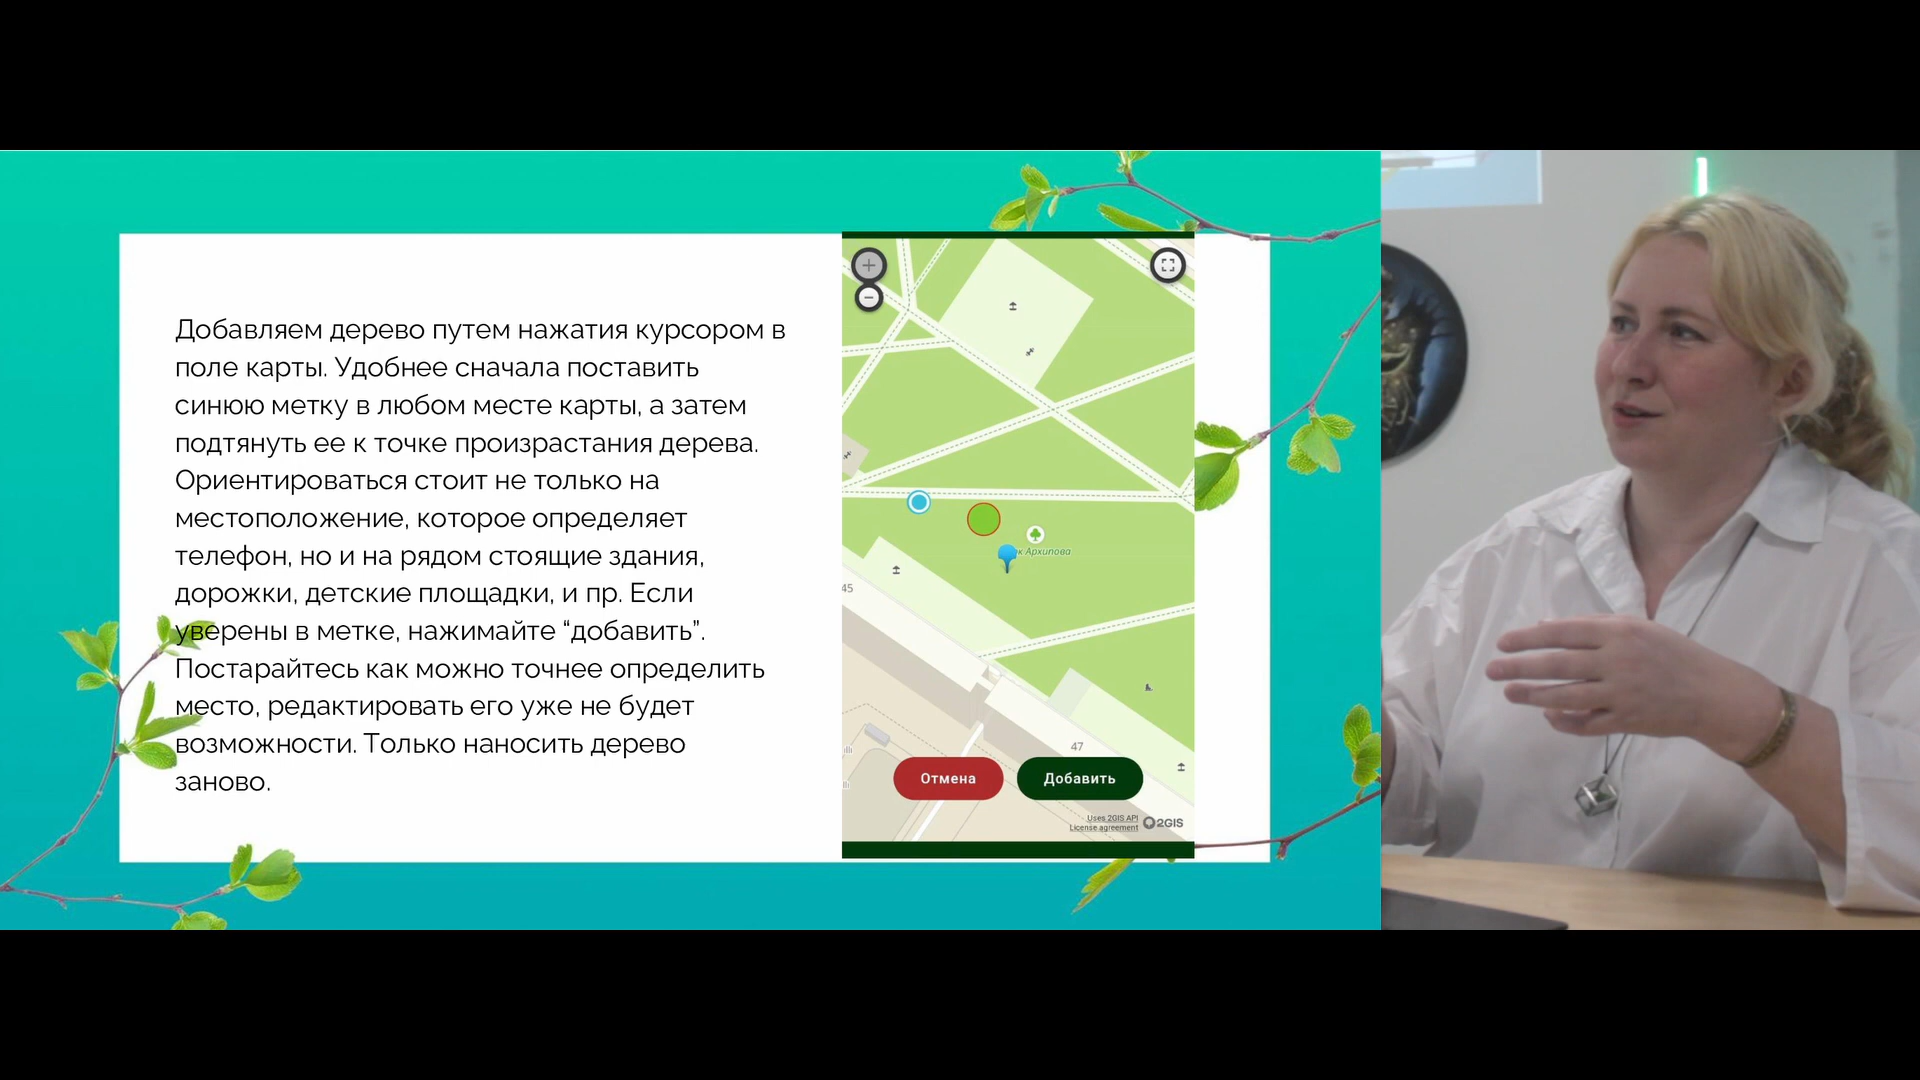 Добавляем дерево путем нажатия курсором в
поле карты. Удобнее сначала поставить
синюю метку в любом месте карты, а затем
подтянуть ее к точке произрастания дерева.
Ориентироваться стоит не только на
местоположение, которое определяет
телефон, но и на рядом стоящие здания,
дорожки, детские площадки, и пр. Если
уверены в метке, нажимайте “добавить”.
Постарайтесь как можно точнее определить
место, редактировать его уже не будет
возможности. Только наносить дерево
заново.
Архипова
45
47
Отмена
Добавить
Uses 2GIS API
License agreement
2GIS